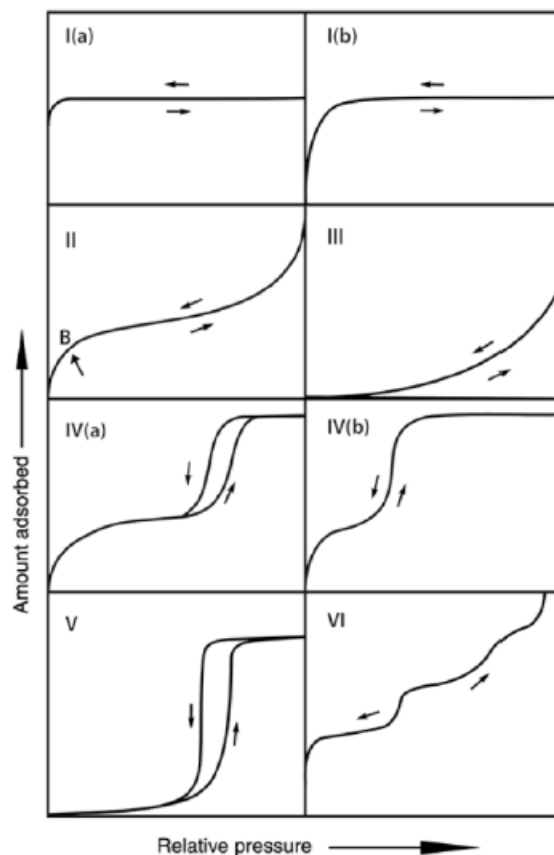 I(a)
I(b)
II
III
B
IV(a)
IV(b)
V
VI
Amount adsorbed
Relative pressure